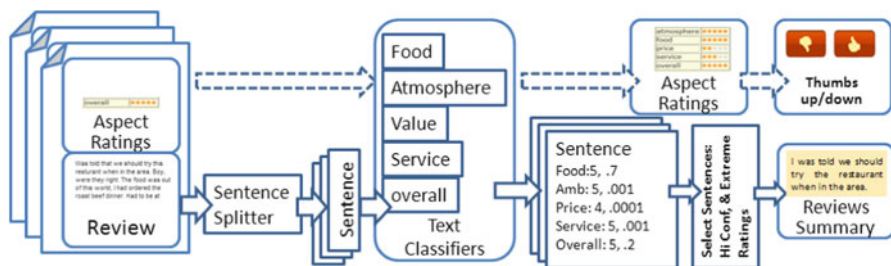 overall
Aspect Ratings
Was told that we should try this
resturant when in the area. Boy,
were they right. The food was out
of this world, I had ordered the
roast beef dinner. Had to be at
Review
Sentence
Splitter
Sentence
Food
Atmosphere
Value
Service
overall
Text
Classifiers
Sentence
Food:5, .7
Amb: 5, .001
Price: 4, .0001
Service: 5, .001
Overall: 5, .2
atmosphere
food
price
service
overall
Aspect
Ratings
Thumbs
up/down
Select Sentences:
Hi Conf, & Extreme
Ratings
I was told we should
try the restaurant
when in the area.
Reviews
Summary